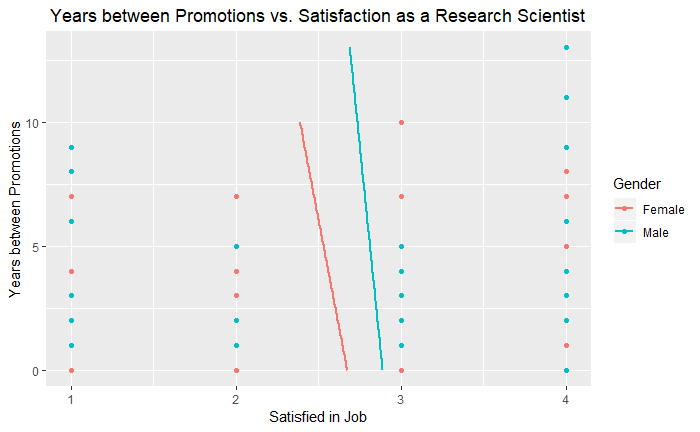 Years between Promotions vs. Satisfaction as a Research Scientist
Years between Promotions
10
5
0
1 2 3 4
Satisfied in Job
Gender
Female
Male